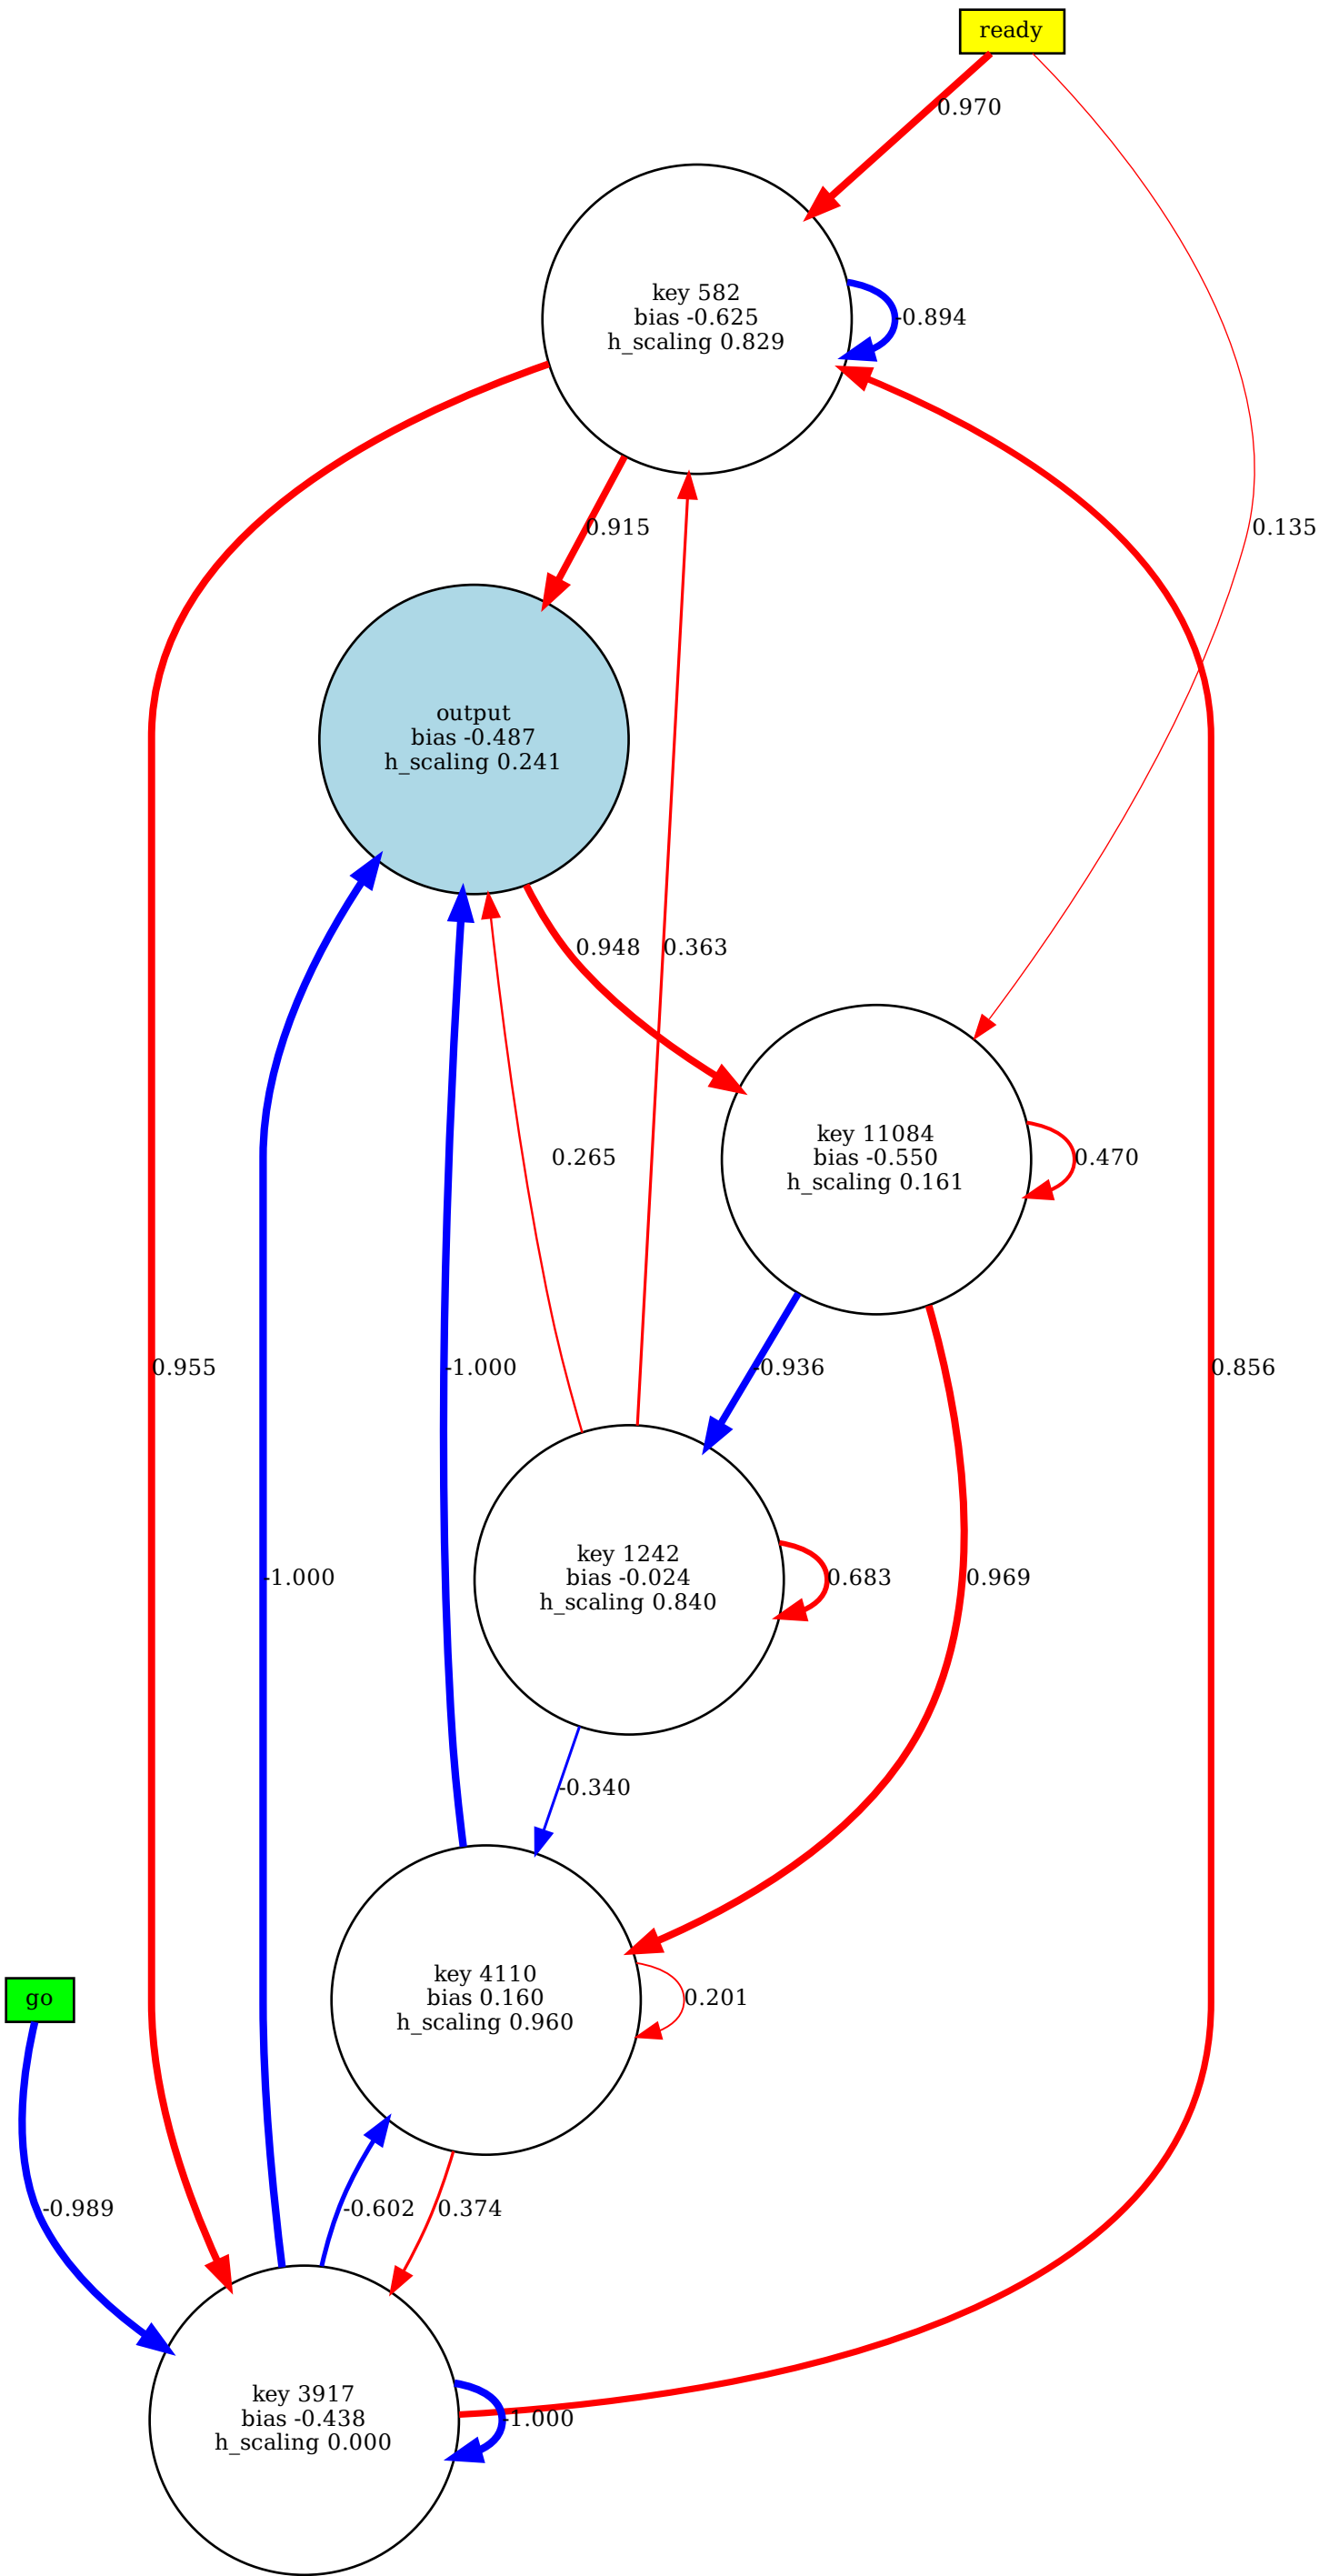 ready
0.970
key 582
bias -0.625
h_scaling 0.829
-0.894
0.915
0.135
output
bias -0.487
h_scaling 0.241
0.948
0.363
key 11084
bias -0.550
h_scaling 0.161
0.265
0.470
0.955
-1.000
-0.936
0.856
key 1242
bias -0.024
h_scaling 0.840
-1.000
0.683
0.969
-0.340
key 4110
bias 0.160
h_scaling 0.960
go
0.201
-0.989
-0.602
0.374
key 3917
bias -0.438
h_scaling 0.000
-1.000